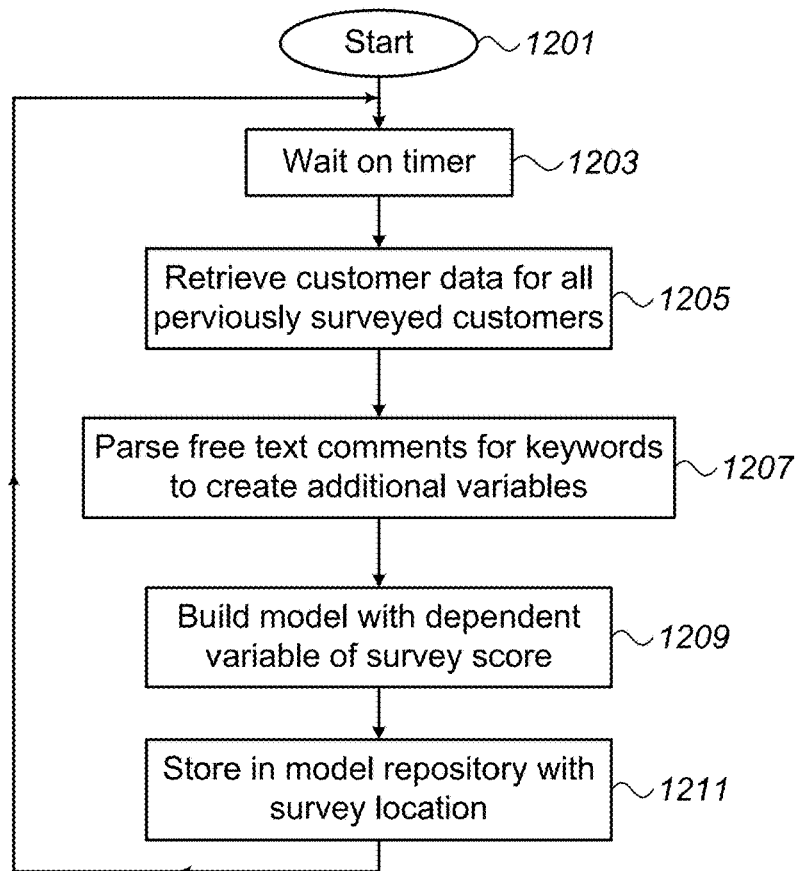 Start
1201
Wait on timer
1203
Retrieve customer data for all
perviously surveyed customers
1205
Parse free text comments for keywords
to create additional variables
1207
Build model with dependent
variable of survey score
1209
Store in model repository with
survey location
1211